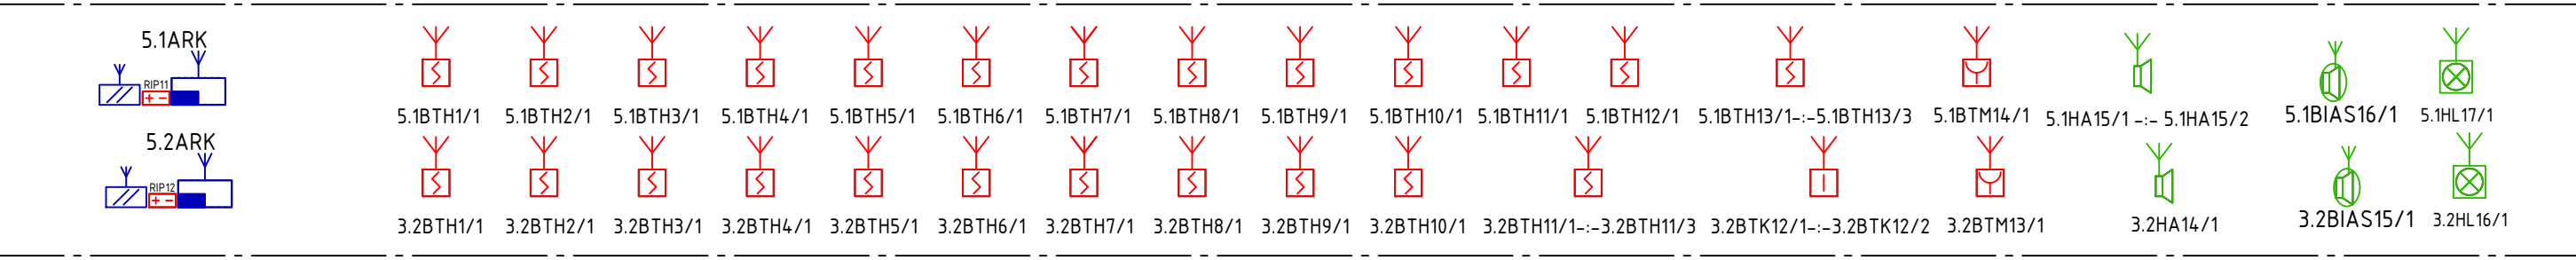 5.1ARK
RIP11
5.1BTH1/1 5.1BTH2/1 5.1BTH3/1 5.1BTH4/1 5.1BTH5/1 5.1BTH6/1 5.1BTH7/1 5.1BTH8/1 5.1BTH9/1 5.1BTH10/1 5.1BTH11/1 5.1BTH12/1 5.1BTH13/1-:-5.1BTH13/3 5.1BTM14/1 5.1HA15/1 -:- 5.1HA15/2 5.1BIAS16/1 5.1HL17/1
5.2ARK
RIP12
3.2BTH1/1 3.2BTH2/1 3.2BTH3/1 3.2BTH4/1 3.2BTH5/1 3.2BTH6/1 3.2BTH7/1 3.2BTH8/1 3.2BTH9/1 3.2BTH10/1 3.2BTH11/1-:-3.2BTH11/3 3.2BTK12/1-:-3.2BTK12/2 3.2BTM13/1 3.2HA14/1 3.2BIAS15/1 3.2HL16/1